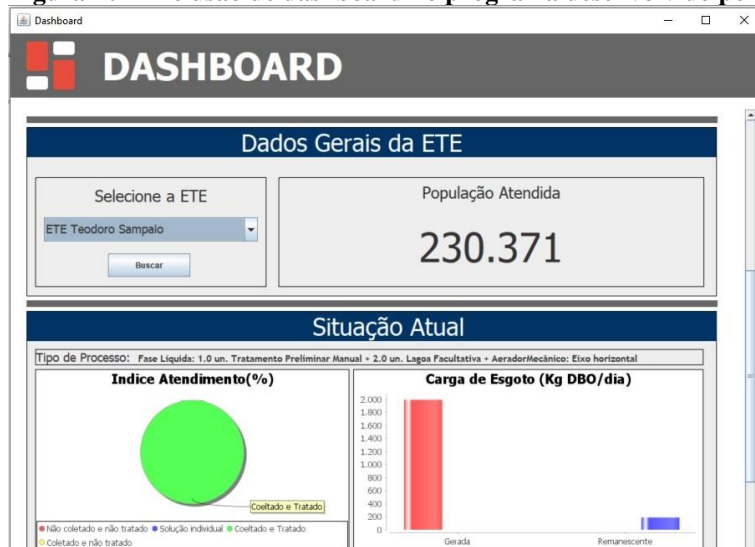 Dashboard
DASHBOARD
Dados Gerais da ETE
Selecione a ETE
ETE Teodoro Sampaio
Buscar
População Atendida
230.371
Situação Atual
Tipo de Processo: Fase Líquida: 1.0 un. Tratamento Preliminar Manual + 2.0 un. Lagoa Facultativa + AeradorMecânico: Eixo horizontal
Indice Atendimento(%)
Coeltado e Tratado
Não coletado e não tratado Solução individual Coeltado e Tratado
Coletado e não tratado
Carga de Esgoto (Kg DBO/dia)
2.000
1.800
1.600
1.400
1.200
1.000
800
600
400
200
0
Gerada Remanescente